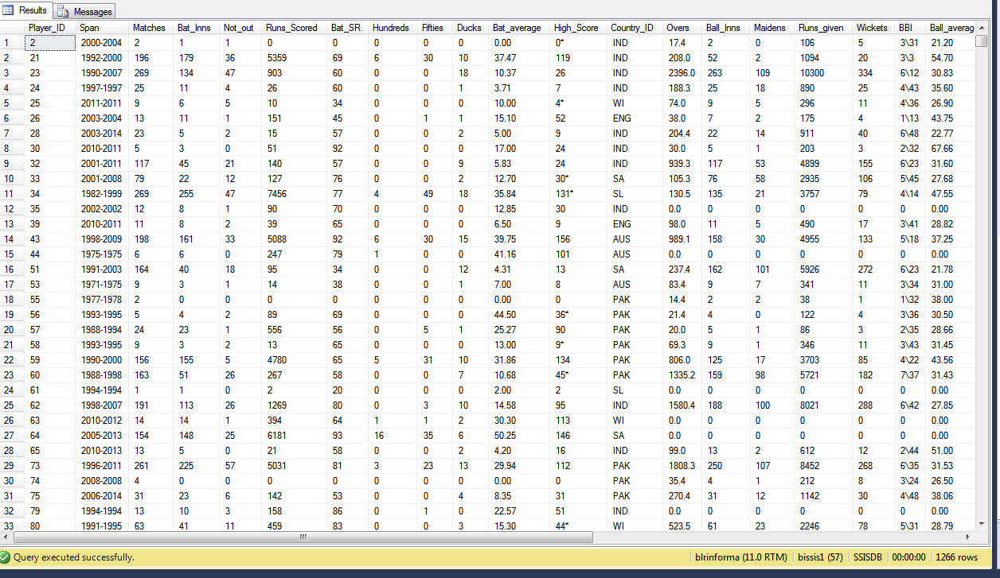 Results Messages
Player_ID Span Matches Bat_Inns Not_out Runs_Scored Bat_SR Hundreds Fifties Ducks Bat_average High_Score Country_ID Overs Ball_Inns Maidens Runs_given Wickets BBI Ball_averag
1 2 2000-2004 2 1 1 0 0 0 0 0 0.00 0* IND 17.4 2 0 106 5 3\31 21.20
2 21 1992-2000 196 179 36 5359 69 6 30 10 37.47 119 IND 208.0 52 2 1094 20 3\3 54.70
3 23 1990-2007 269 134 47 903 60 0 0 18 10.37 26 IND 2396.0 263 109 10300 334 6\12 30.83
4 24 1997-1997 25 11 4 26 60 0 0 1 3.71 7 IND 188.3 25 18 890 25 4\43 35.60
5 25 2011-2011 9 6 5 10 34 0 0 0 10.00 4* WI 74.0 9 5 296 11 4\36 26.90
6 26 2003-2004 13 11 1 151 45 0 1 1 15.10 52 ENG 38.0 7 2 175 4 1\13 43.75
7 28 2003-2014 23 5 2 15 57 0 0 2 5.00 9 IND 204.4 22 14 911 40 6\48 22.77
8 30 2010-2011 5 3 0 51 92 0 0 0 17.00 24 IND 30.0 5 1 203 3 2\32 67.66
9 32 2001-2011 117 45 21 140 57 0 0 9 5.83 24 IND 939.3 117 53 4899 155 6\23 31.60
10 33 2001-2008 79 22 12 127 76 0 0 2 12.70 30* SA 105.3 76 58 2935 106 5\45 27.68
11 34 1982-1999 269 255 47 7456 77 4 49 18 35.84 131* SL 130.5 135 21 3757 79 4\14 47.55
12 35 2002-2002 12 8 1 90 70 0 0 0 12.85 30 IND 0.0 0 0 0 0 0 0.00
13 39 2010-2011 11 8 2 39 65 0 0 0 6.50 9 ENG 98.0 11 5 490 17 3\41 28.82
14 43 1998-2009 198 161 33 5088 92 6 30 15 39.75 156 AUS 989.1 158 30 4955 133 5\18 37.25
15 44 1975-1975 6 6 0 247 79 1 0 0 41.16 101 AUS 0.0 0 0 0 0 0 0.00
16 51 1991-2003 164 40 18 95 34 0 0 12 4.31 13 SA 237.4 162 101 5926 272 6\23 21.78
17 53 1971-1975 9 3 1 14 38 0 0 1 7.00 8 AUS 83.4 9 7 341 11 3\34 31.00
18 55 1977-1978 2 0 0 0 0 0 0 0 0.00 0 PAK 14.4 2 2 38 1 1\32 38.00
19 56 1993-1995 5 4 2 89 69 0 0 0 44.50 36* PAK 21.4 4 0 122 4 3\36 30.50
20 57 1988-1994 24 23 1 556 56 0 5 1 25.27 90 PAK 20.0 5 1 86 3 2\35 28.66
21 58 1993-1995 9 3 2 13 65 0 0 0 13.00 9* PAK 69.3 9 1 346 11 3\43 31.45
22 59 1990-2000 156 155 5 4780 65 5 31 10 31.86 134 PAK 806.0 125 17 3703 85 4\22 43.56
23 60 1988-1998 163 51 26 267 58 0 0 7 10.68 45* PAK 1335.2 159 98 5721 182 7\37 31.43
24 61 1994-1994 1 1 0 2 20 0 0 0 2.00 2 SL 0.0 0 0 0 0 0 0.00
25 62 1998-2007 191 113 26 1269 80 0 3 10 14.58 95 IND 1580.4 188 100 8021 288 6\42 27.85
26 63 2010-2012 14 14 1 394 64 1 1 2 30.30 113 WI 0.0 0 0 0 0 0 0.00
27 64 2005-2013 154 148 25 6181 93 16 35 6 50.25 146 SA 0.0 0 0 0 0 0 0.00
28 65 2010-2013 13 5 0 21 58 0 0 2 4.20 16 IND 99.0 13 2 612 12 2\44 51.00
29 73 1996-2011 261 225 57 5031 81 3 23 13 29.94 112 PAK 1808.3 250 107 8452 268 6\35 31.53
30 74 2008-2008 4 0 0 0 0 0 0 0 0.00 0 PAK 35.4 4 1 212 8 3\24 26.50
31 75 2006-2014 31 23 6 142 53 0 0 4 8.35 31 PAK 270.4 31 12 1142 30 4\48 38.06
32 79 1994-1994 13 10 3 158 86 0 1 0 22.57 51 IND 0.0 0 0 0 0 0 0.00
33 80 1991-1995 63 41 11 459 83 0 0 3 15.30 44* WI 523.5 61 23 2246 78 5\31 28.79
Query executed successfully. blrinforma (11.0 RTM) bissis1 (57) SSISDB 00:00:00 1266 rows